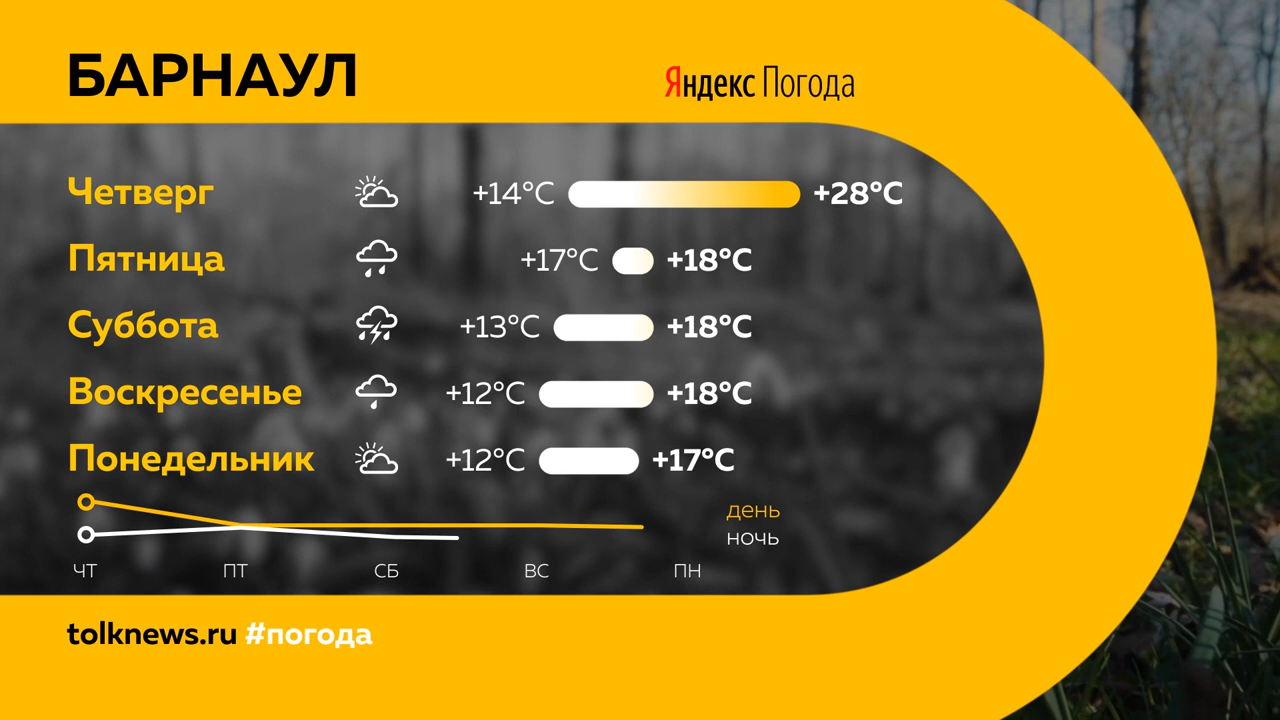 БАРНАУЛ
Яндекс Погода
Четверг +14°C +28°C
Пятница +17°C +18°C
Суббота +13°C +18°C
Воскресенье +12°C +18°C
Понедельник +12°C +17°C
день
ночь
ЧТ ПТ СБ ВС ПН
tolknews.ru #погода